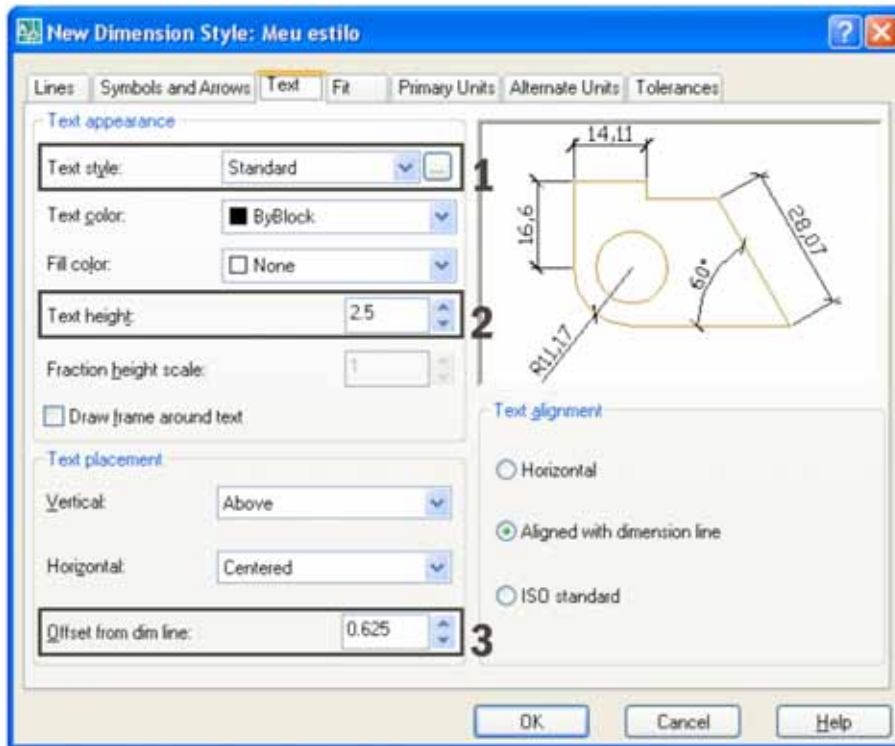 New Dimension Style: Meu estilo
Lines Symbols and Arrows Text Fit Primary Units Alternate Units Tolerances
Text appearance
Text style: Standard ... 1
Text color: ByBlock
Fill color: None
Text height: 2.5 2
Fraction height scale: 1
Draw frame around text
Text placement
Vertical: Above
Horizontal: Centered
Offset from dim line: 0.625 3
14,11
16,6
28,07
60°
R11,17
Text alignment
Horizontal
Aligned with dimension line
ISO standard
OK Cancel Help